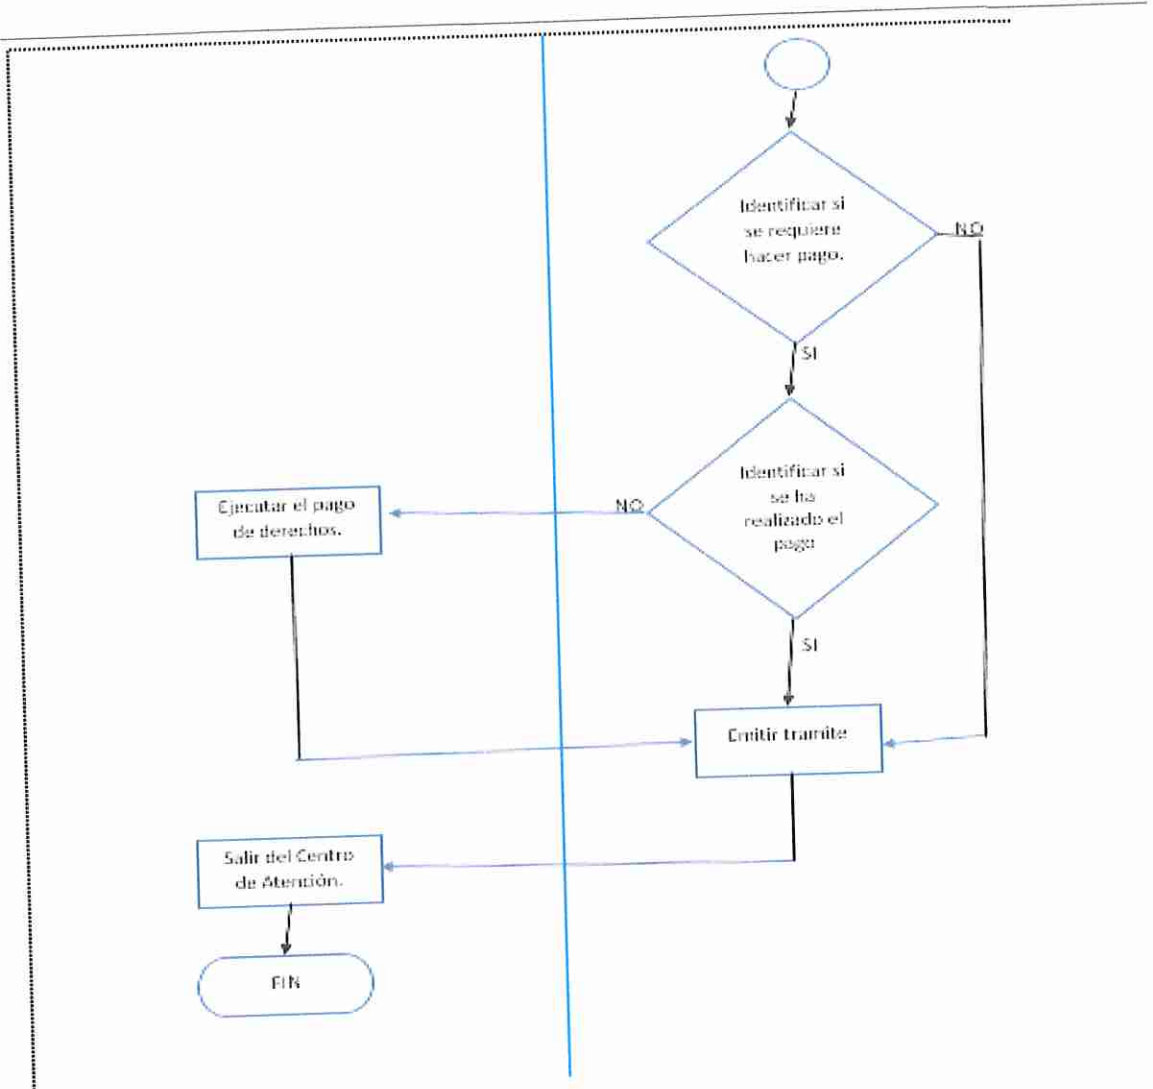 Identificar si
se requiere
hacer pago.
NO
SI
Identificar si
se ha
realizado el
pago
NO
Ejecutar el pago
de derechos.
SI
Emitir tramite
Salir del Centro
de Atención.
FIN